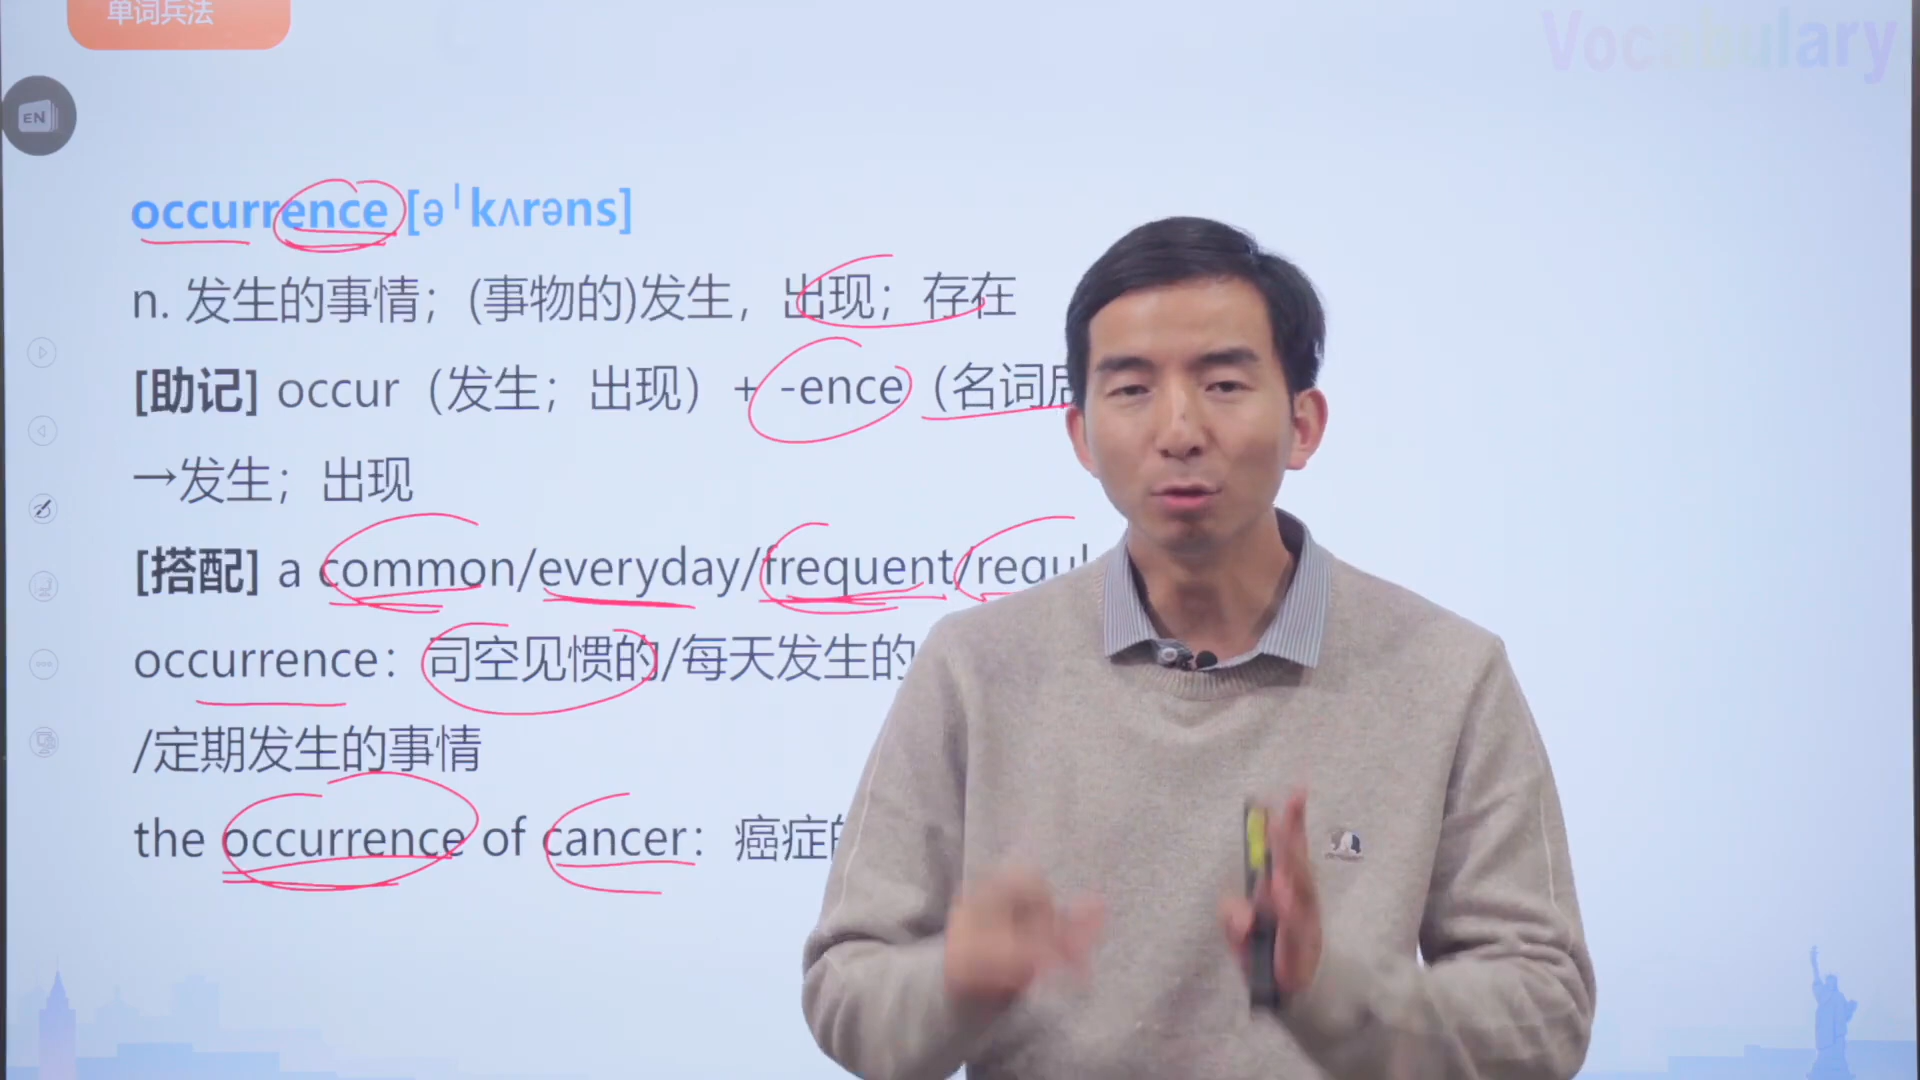 单词兵法
Vocabulary
EN
occurrence [əˈkʌrəns]
n. 发生的事情；(事物的)发生，出现；存在
[助记] occur（发生；出现）+ -ence（名词
→发生；出现
[搭配] a common/everyday/frequent/
occurrence：司空见惯的/每天发生的
/定期发生的事情
the occurrence of cancer：癌症